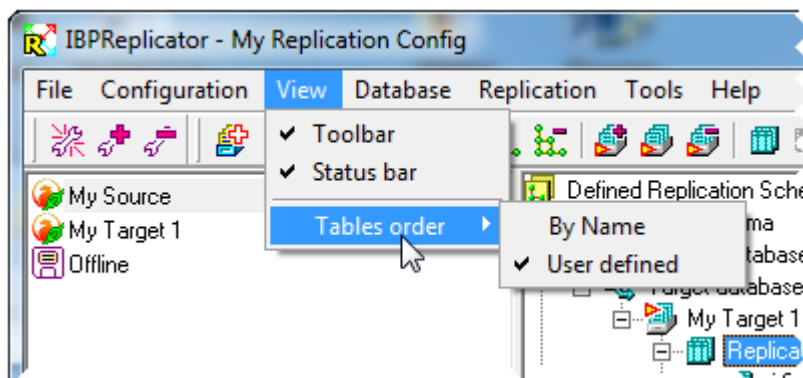 IBPReplicator - My Replication Config
File Configuration View Database Replication Tools Help
Toolbar
Status bar
Tables order
By Name
User defined
My Source
My Target 1
Offline
Defined Replication Sche
ma
tabase
Target database
My Target 1
Replica